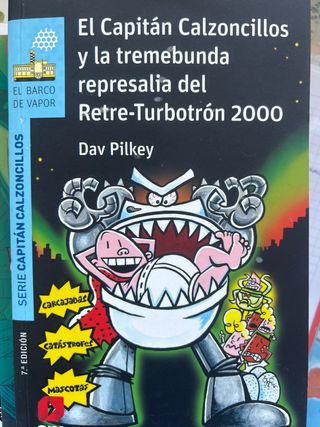 El Capitán Calzoncillos
y la tremebunda
represalia del
Retre-Turbotrón 2000
Dav Pilkey
EL BARCO
DE VAPOR
SERIE CAPITÁN CALZONCILLOS
7.ª EDICIÓN
CARCAJADAS
CATÁSTROFES
MASCOTAS